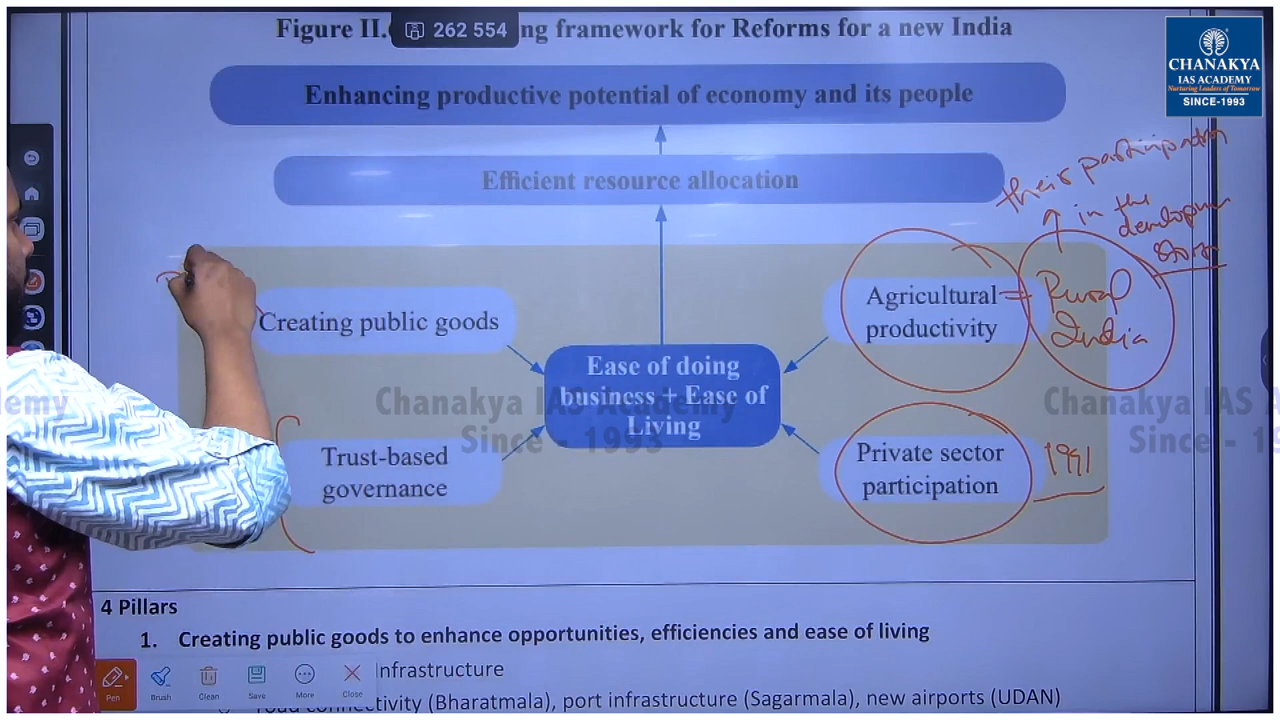 Figure II.
262 554
ng framework for Reforms for a new India
CHANAKYA
IAS ACADEMY
Nurturing Leaders of Tomorrow
SINCE-1993
Enhancing productive potential of economy and its people
Efficient resource allocation
their participation
in the
Creating public goods
Agricultural
productivity
Rural
India
Ease of doing
business + Ease of
Living
Trust-based
governance
Private sector
participation
1991
demy
Chanakya IAS Academy
Since - 1993
Chanakya IAS A
Since - 19
4 Pillars
1. Creating public goods to enhance opportunities, efficiencies and ease of living
nfrastructure
road connectivity (Bharatmala), port infrastructure (Sagarmala), new airports (UDAN)
Pen
Brush
Clean
Save
More
Close